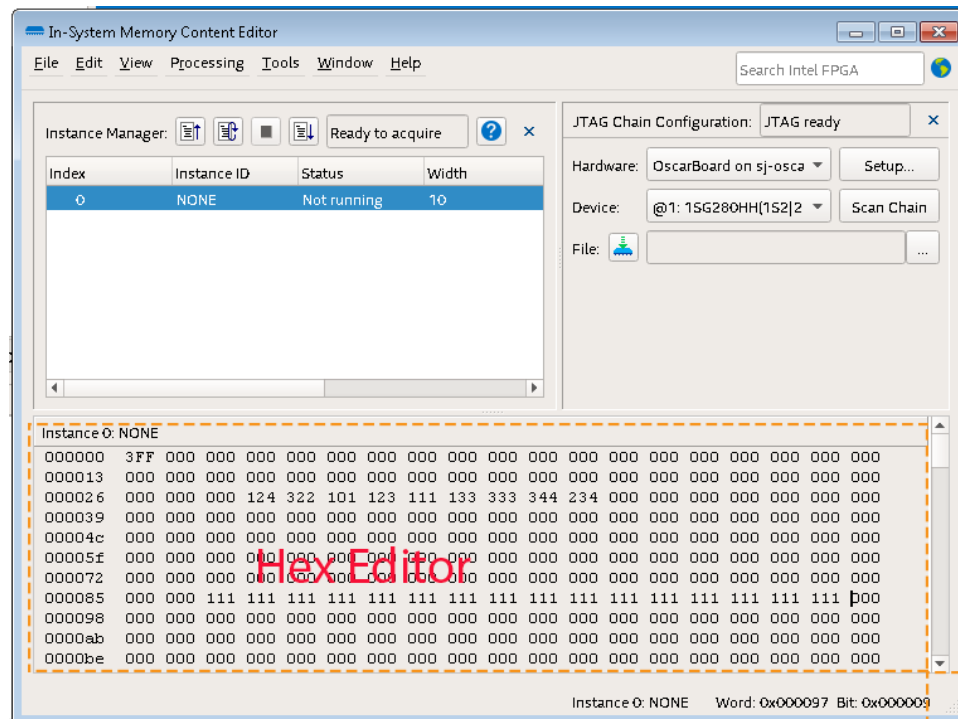 In-System Memory Content Editor
File Edit View Processing Tools Window Help
Search Intel FPGA
Instance Manager: Ready to acquire
JTAG Chain Configuration: JTAG ready
Index Instance ID Status Width
0 NONE Not running 10
Hardware: OscarBoard on sj-osca Setup...
Device: @1: 1SG280HH(1S2|2 Scan Chain
File: ...
Instance 0: NONE
000000 3FF 000 000 000 000 000 000 000 000 000 000 000 000 000 000 000 000 000 000
000013 000 000 000 000 000 000 000 000 000 000 000 000 000 000 000 000 000 000 000
000026 000 000 000 124 322 101 123 111 133 333 344 234 000 000 000 000 000 000 000
000039 000 000 000 000 000 000 000 000 000 000 000 000 000 000 000 000 000 000 000
00004c 000 000 000 000 000 000 000 000 000 000 000 000 000 000 000 000 000 000 000
00005f 000 000 000 000 000 000 000 000 000 000 000 000 000 000 000 000 000 000 000
000072 000 000 000 000 000 000 000 000 000 000 000 000 000 000 000 000 000 000 000
Hex Editor
000085 000 000 111 111 111 111 111 111 111 111 111 111 111 111 111 111 111 111 000
000098 000 000 000 000 000 000 000 000 000 000 000 000 000 000 000 000 000 000 000
0000ab 000 000 000 000 000 000 000 000 000 000 000 000 000 000 000 000 000 000 000
0000be 000 000 000 000 000 000 000 000 000 000 000 000 000 000 000 000 000 000 000
Instance 0: NONE Word: 0x000097 Bit: 0x000009